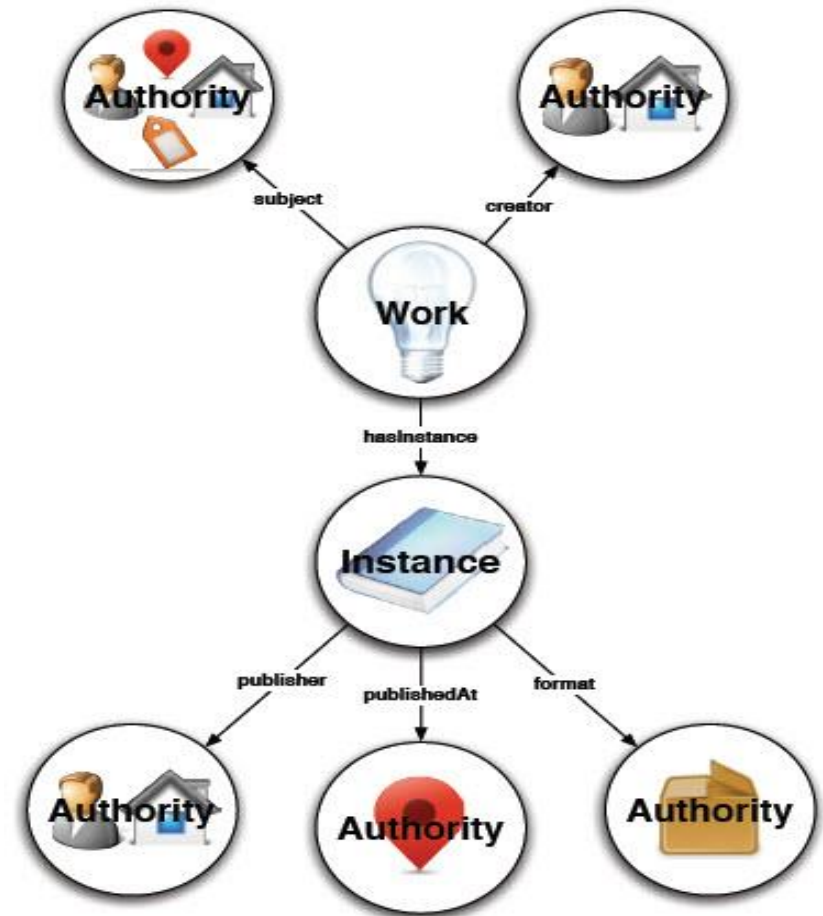 Authority
Authority
subject
creator
Work
hasInstance
Instance
publisher
publishedAt
format
Authority
Authority
Authority